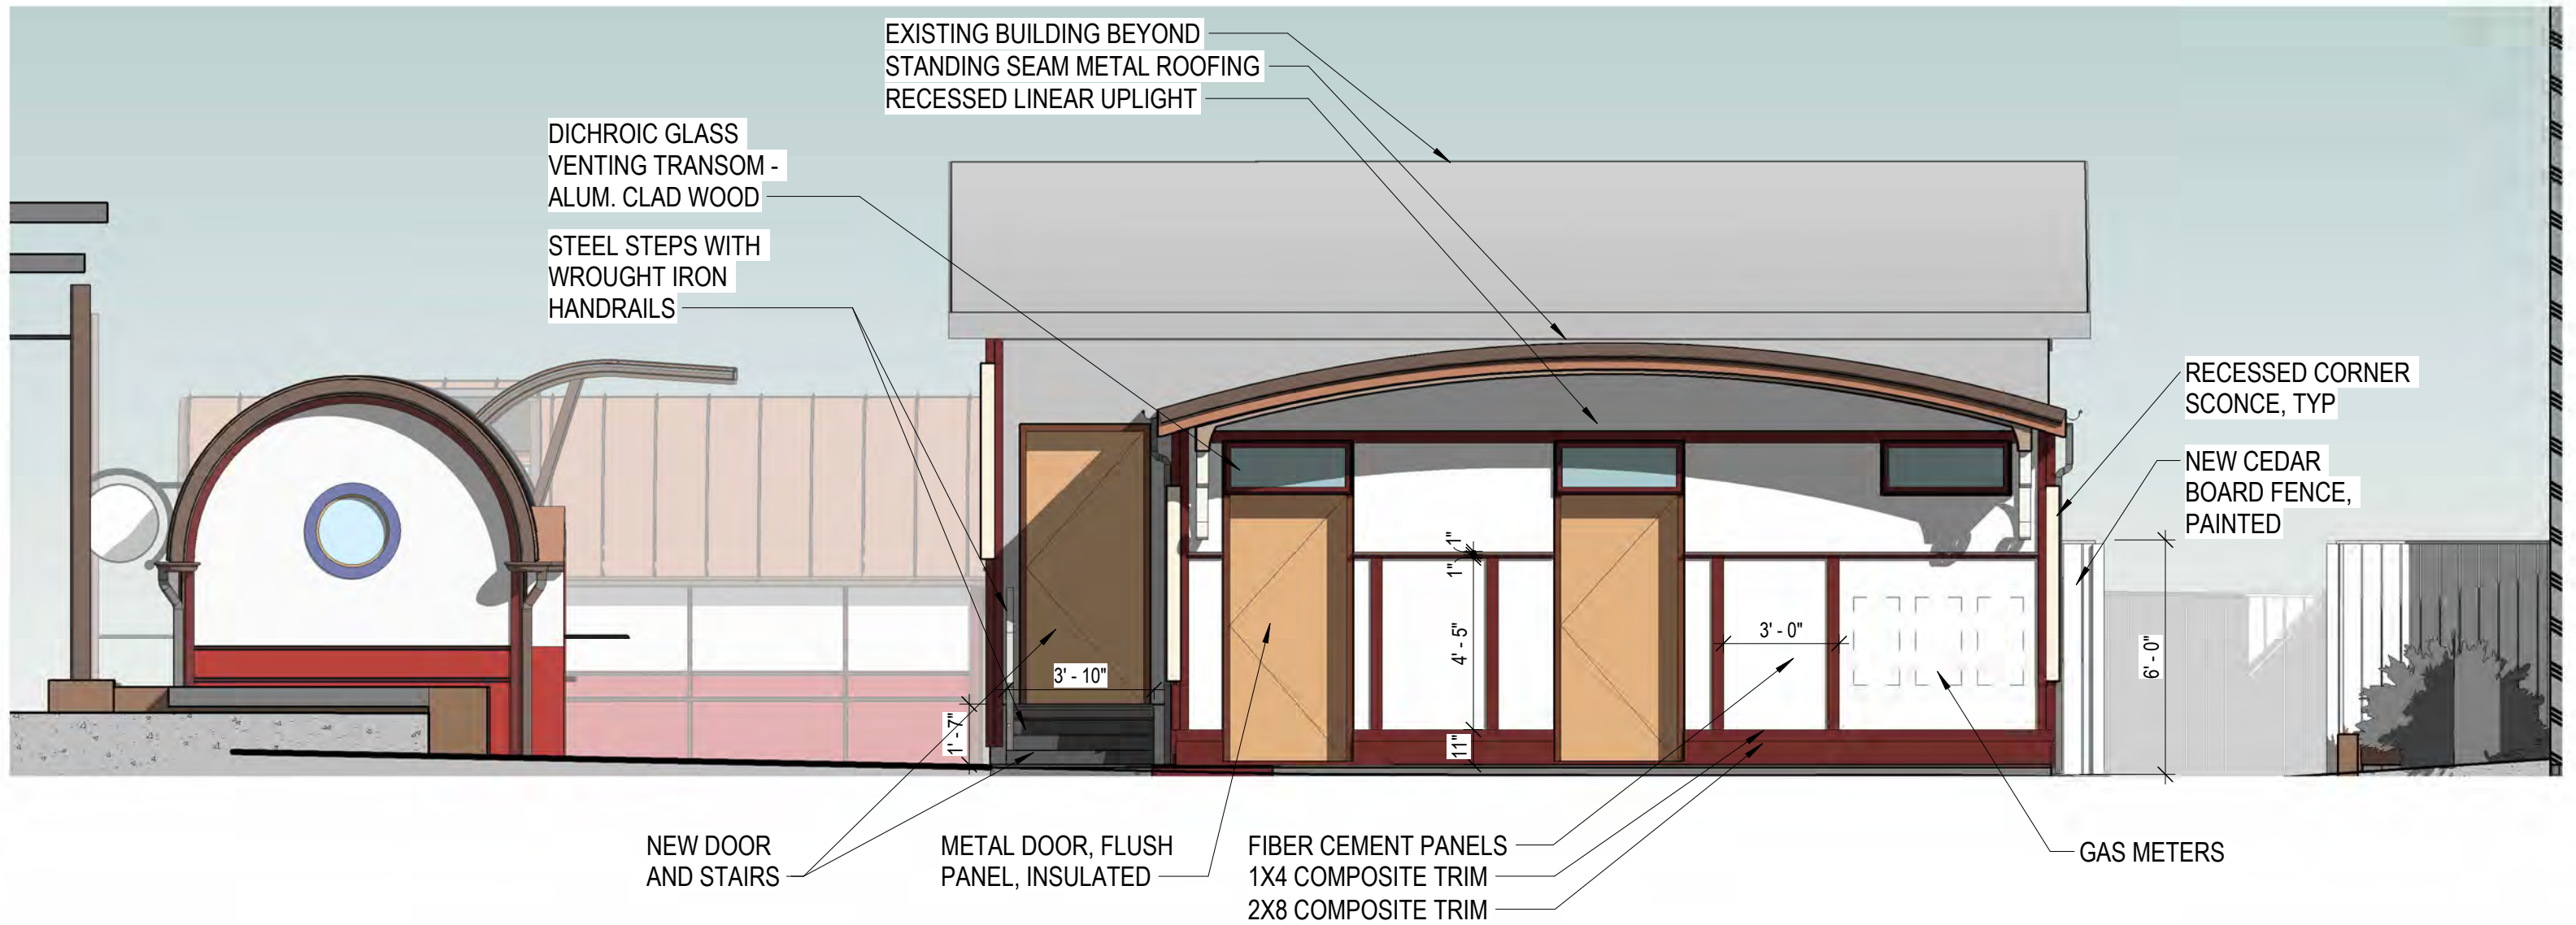 EXISTING BUILDING BEYOND
STANDING SEAM METAL ROOFING
RECESSED LINEAR UPLIGHT
DICHROIC GLASS
VENTING TRANSOM -
ALUM. CLAD WOOD
STEEL STEPS WITH
WROUGHT IRON
HANDRAILS
RECESSED CORNER
SCONCE, TYP
NEW CEDAR
BOARD FENCE,
PAINTED
1"
1"
4' - 5"
11"
3' - 0"
3' - 10"
1' - 7"
6' - 0"
NEW DOOR
AND STAIRS
METAL DOOR, FLUSH
PANEL, INSULATED
FIBER CEMENT PANELS
1X4 COMPOSITE TRIM
2X8 COMPOSITE TRIM
GAS METERS